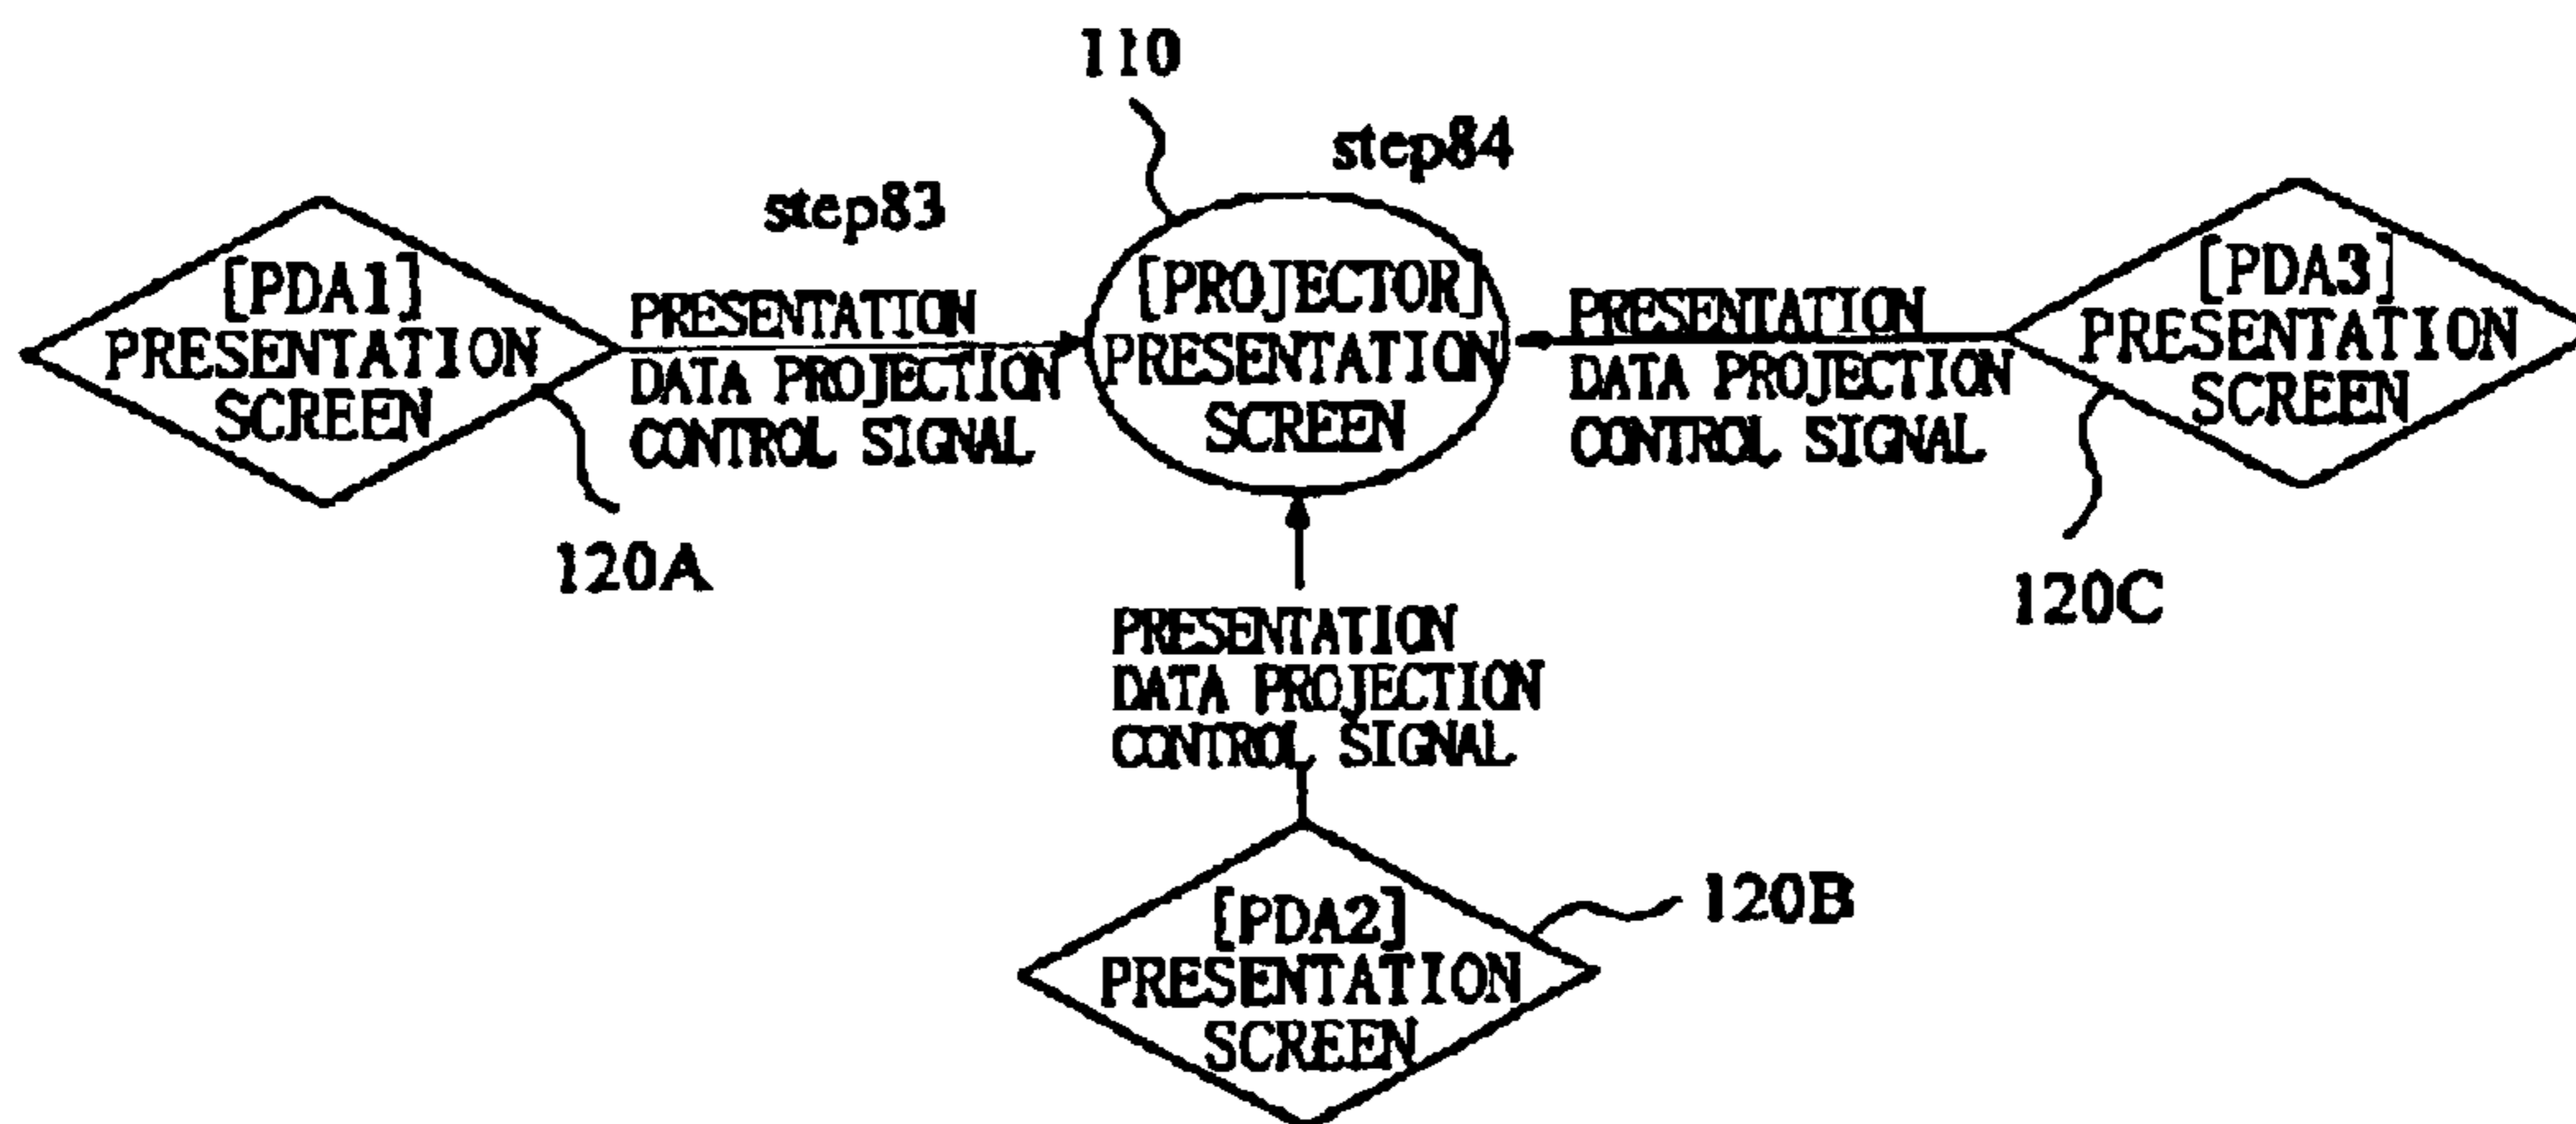 110
step84
step83
[PDA1]
PRESENTATION
SCREEN
120A
PRESENTATION
DATA PROJECTION
CONTROL SIGNAL
[PROJECTOR]
PRESENTATION
SCREEN
PRESENTATION
DATA PROJECTION
CONTROL SIGNAL
[PDA3]
PRESENTATION
SCREEN
120C
PRESENTATION
DATA PROJECTION
CONTROL SIGNAL
[PDA2]
PRESENTATION
SCREEN
120B